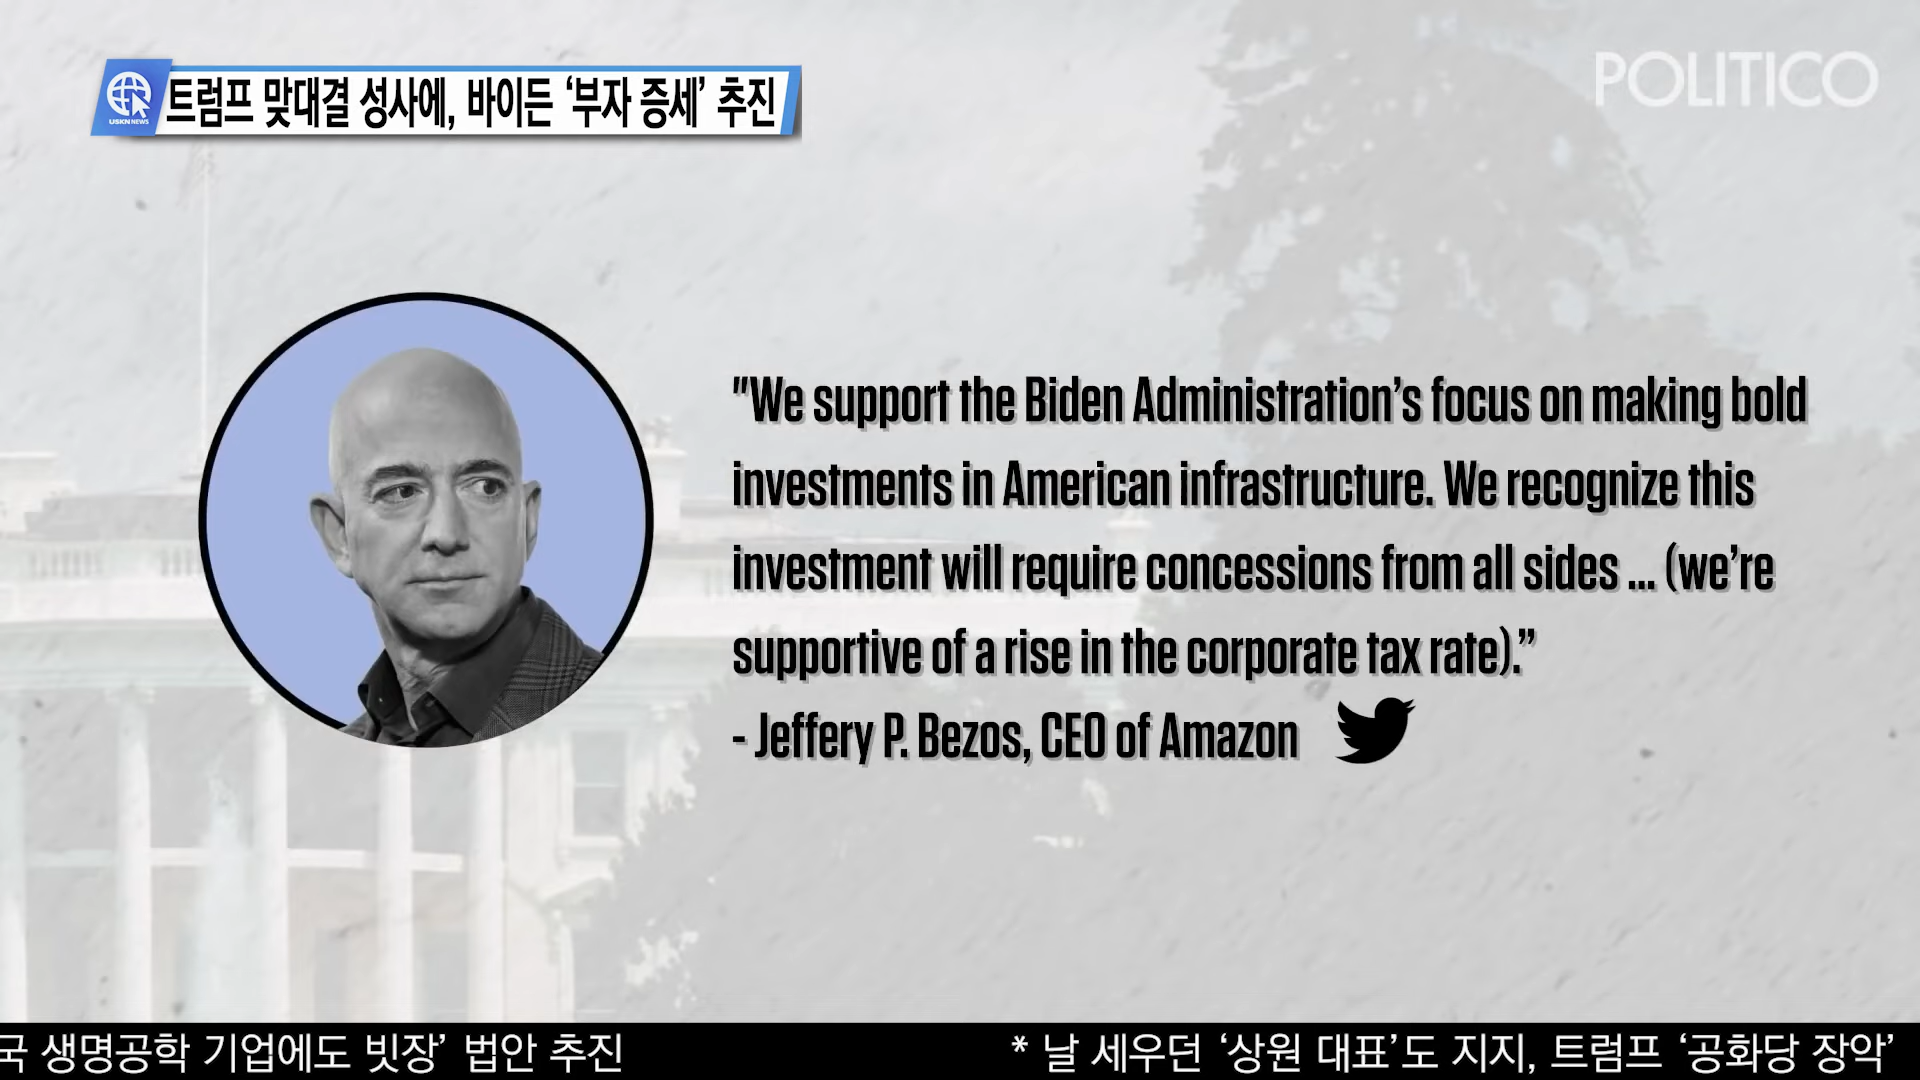 트럼프 맞대결 성사에, 바이든 ‘부자 증세’ 추진
USKN NEWS
POLITICO
"We support the Biden Administration’s focus on making bold
investments in American infrastructure. We recognize this
investment will require concessions from all sides ... (we’re
supportive of a rise in the corporate tax rate).”
- Jeffery P. Bezos, CEO of Amazon
국 생명공학 기업에도 빗장’ 법안 추진
* 날 세우던 ‘상원 대표’도 지지, 트럼프 ‘공화당 장악’